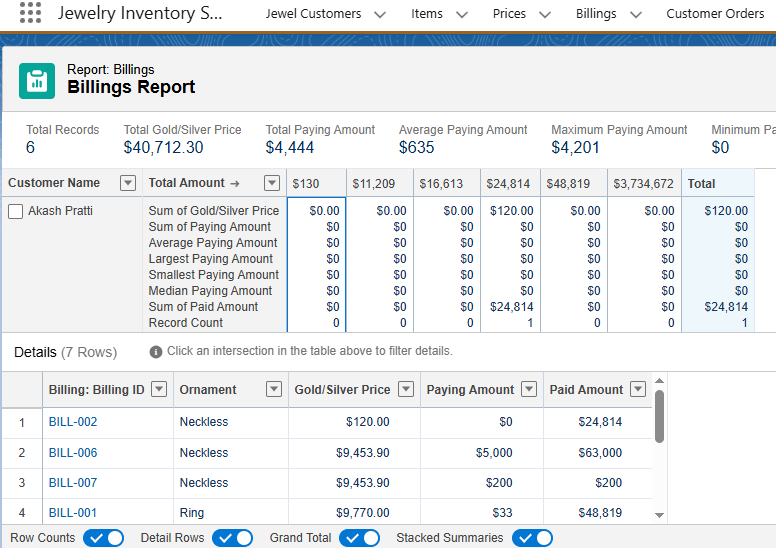 Jewelry Inventory S... Jewel Customers Items Prices Billings Customer Orders
Report: Billings
Billings Report
Total Records Total Gold/Silver Price Total Paying Amount Average Paying Amount Maximum Paying Amount Minimum Pa
6 $40,712.30 $4,444 $635 $4,201 $0
Customer Name Total Amount → $130 $11,209 $16,613 $24,814 $48,819 $3,734,672 Total
Akash Pratti Sum of Gold/Silver Price $0.00 $0.00 $0.00 $120.00 $0.00 $0.00 $120.00
Sum of Paying Amount $0 $0 $0 $0 $0 $0 $0
Average Paying Amount $0 $0 $0 $0 $0 $0 $0
Largest Paying Amount $0 $0 $0 $0 $0 $0 $0
Smallest Paying Amount $0 $0 $0 $0 $0 $0 $0
Median Paying Amount $0 $0 $0 $0 $0 $0 $0
Sum of Paid Amount $0 $0 $0 $24,814 $0 $0 $24,814
Record Count 0 0 0 1 0 0 1
Details (7 Rows) Click an intersection in the table above to filter details.
Billing: Billing ID Ornament Gold/Silver Price Paying Amount Paid Amount
1 BILL-002 Neckless $120.00 $0 $24,814
2 BILL-006 Neckless $9,453.90 $5,000 $63,000
3 BILL-007 Neckless $9,453.90 $200 $200
4 BILL-001 Ring $9,770.00 $33 $48,819
Row Counts Detail Rows Grand Total Stacked Summaries